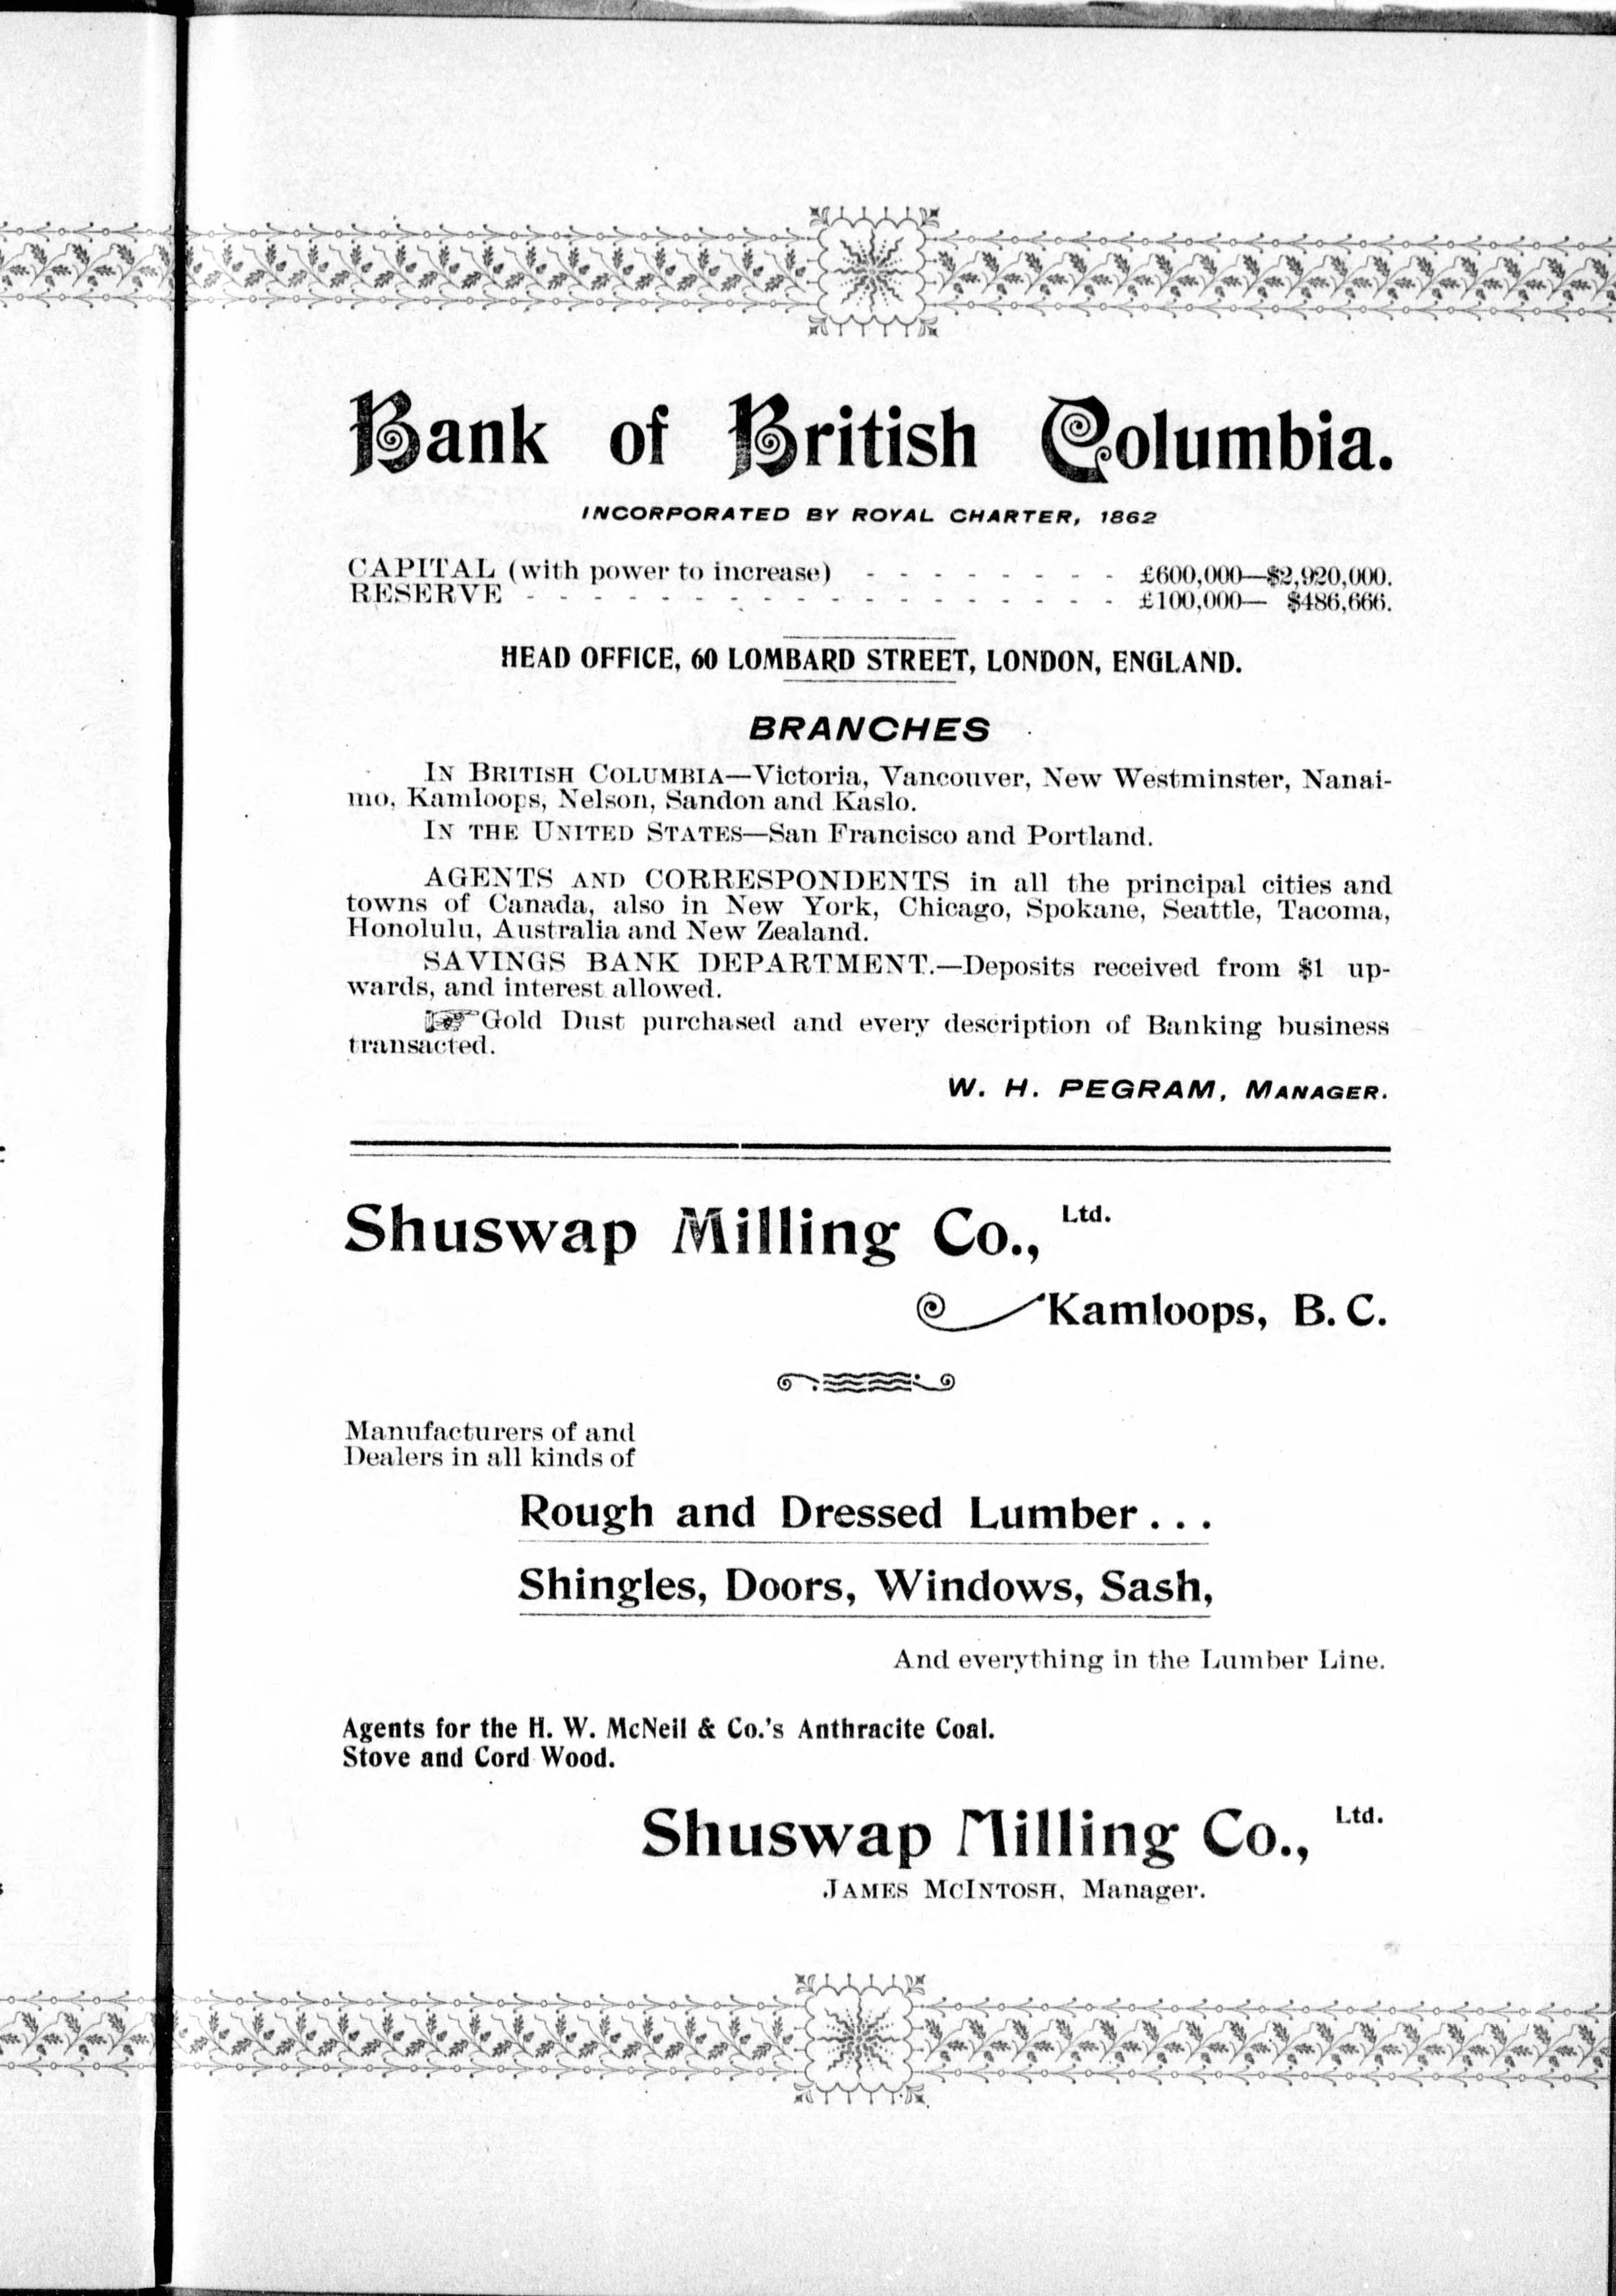 Bank of British Columbia.
INCORPORATED BY ROYAL CHARTER, 1862
CAPITAL (with power to increase) - - - - - - - - £600,000—$2,920,000.
RESERVE - - - - - - - - - - - - - - - - - - £100,000— $486,666.
HEAD OFFICE, 60 LOMBARD STREET, LONDON, ENGLAND.
BRANCHES
IN BRITISH COLUMBIA—Victoria, Vancouver, New Westminster, Nanai-
mo, Kamloops, Nelson, Sandon and Kaslo.
IN THE UNITED STATES—San Francisco and Portland.
AGENTS AND CORRESPONDENTS in all the principal cities and
towns of Canada, also in New York, Chicago, Spokane, Seattle, Tacoma,
Honolulu, Australia and New Zealand.
SAVINGS BANK DEPARTMENT.—Deposits received from $1 up-
wards, and interest allowed.
☞Gold Dust purchased and every description of Banking business
transacted.
W. H. PEGRAM, MANAGER.
Shuswap Milling Co., Ltd.
Kamloops, B. C.
Manufacturers of and
Dealers in all kinds of
Rough and Dressed Lumber . . .
Shingles, Doors, Windows, Sash,
And everything in the Lumber Line.
Agents for the H. W. McNeil & Co.'s Anthracite Coal.
Stove and Cord Wood.
Shuswap Milling Co., Ltd.
JAMES MCINTOSH, Manager.